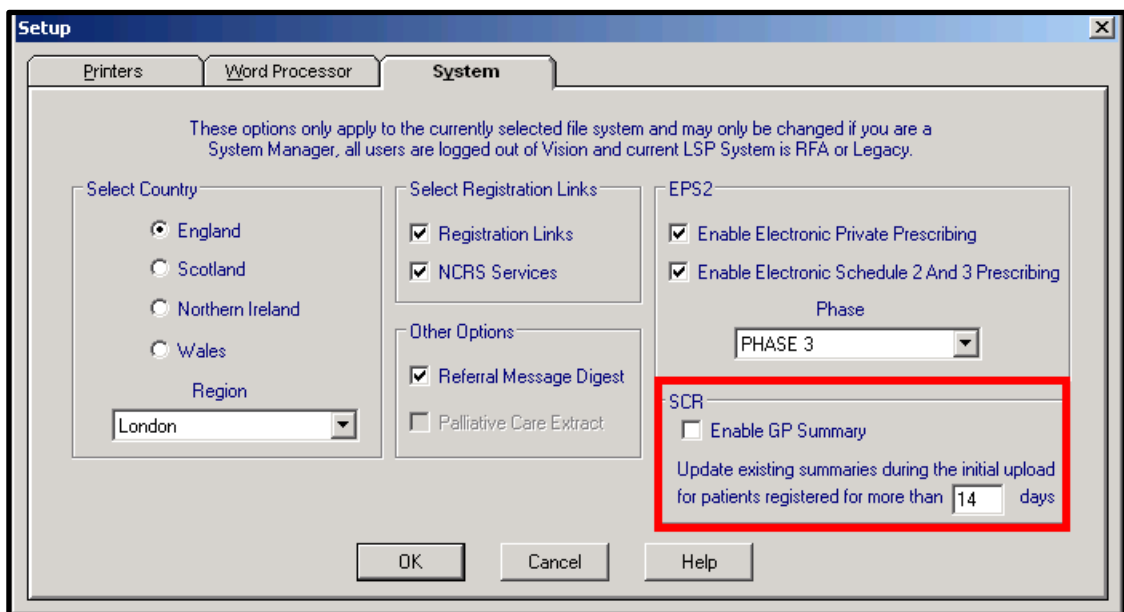 Setup
Printers
Word Processor
System
These options only apply to the currently selected file system and may only be changed if you are a
System Manager, all users are logged out of Vision and current LSP System is RFA or Legacy.
Select Country
England
Scotland
Northern Ireland
Wales
Region
London
Select Registration Links
Registration Links
NCRS Services
Other Options
Referral Message Digest
Palliative Care Extract
EPS2
Enable Electronic Private Prescribing
Enable Electronic Schedule 2 And 3 Prescribing
Phase
PHASE 3
SCR
Enable GP Summary
Update existing summaries during the initial upload
for patients registered for more than 14 days
OK
Cancel
Help